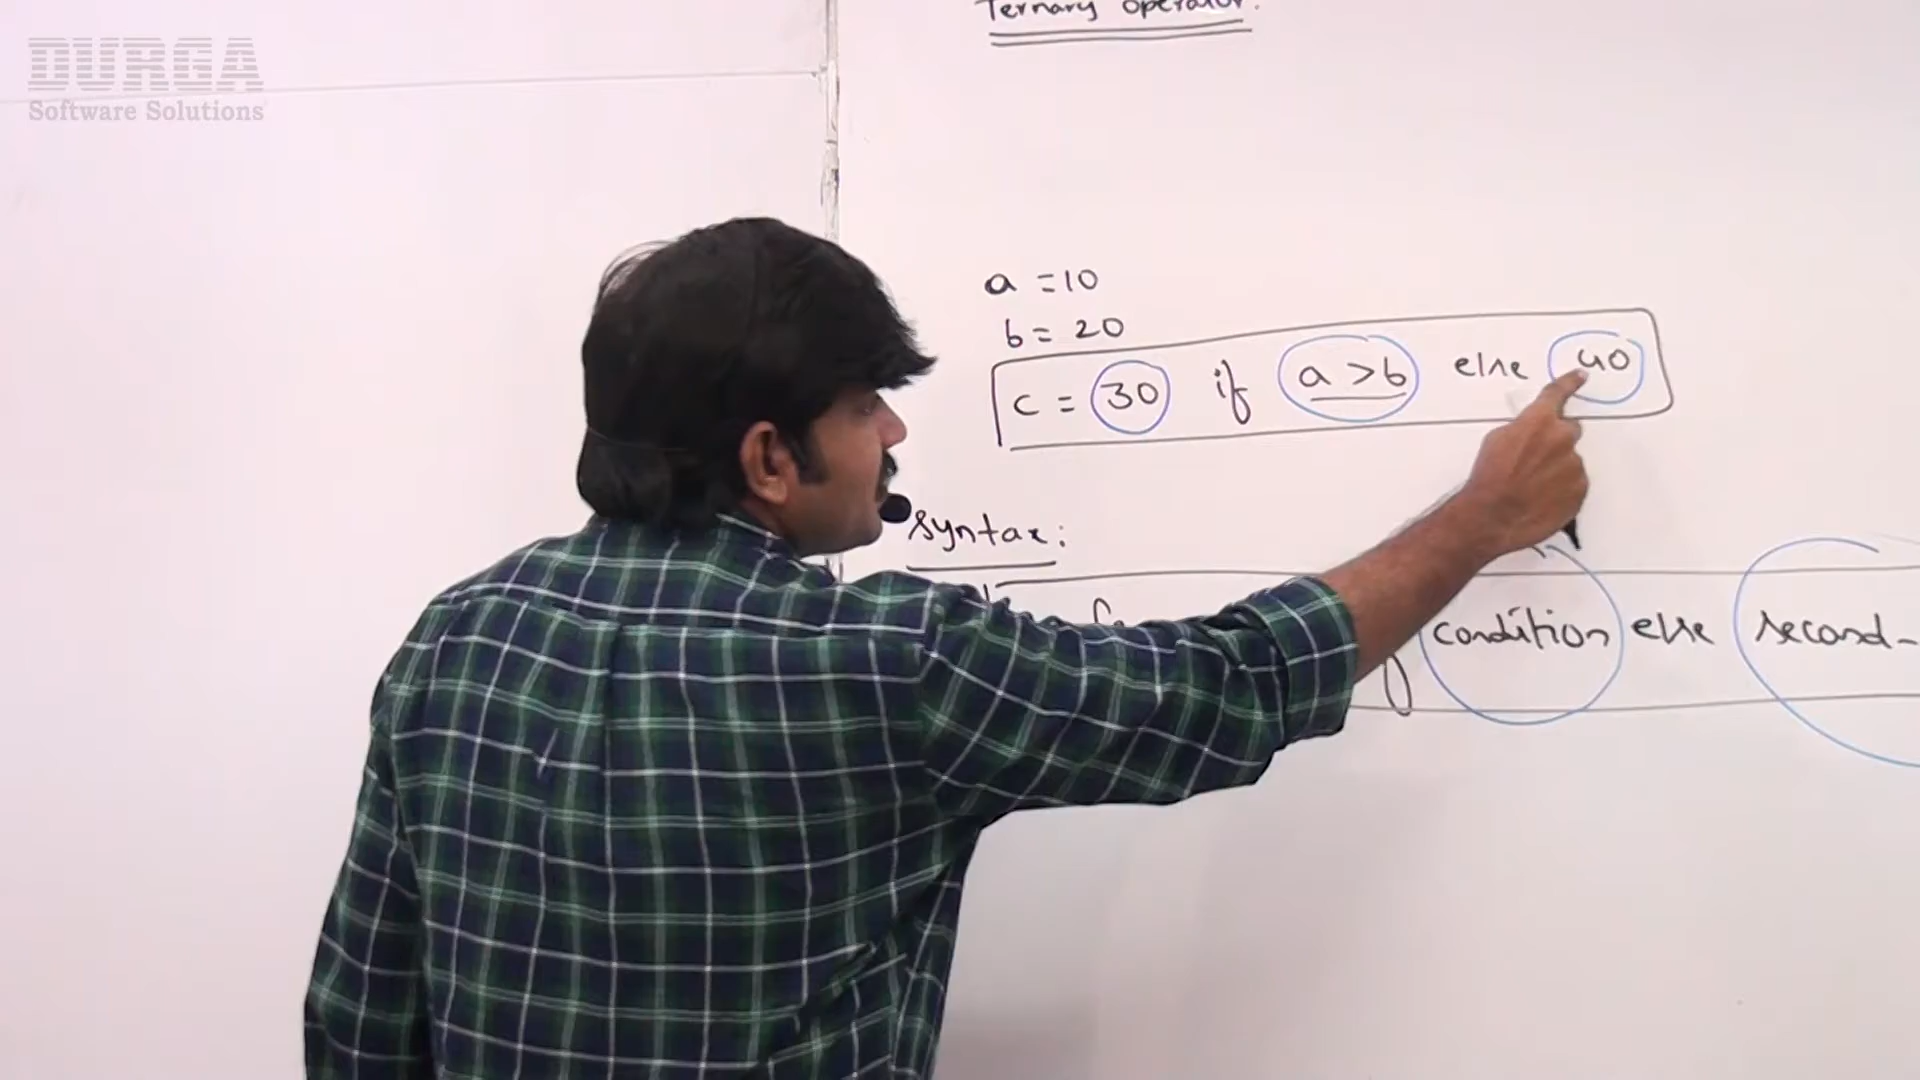 DURGA
Software Solutions
Ternary operator.
a = 10
b = 20
c = 30 if a > b else 40
syntax:
condition else second-